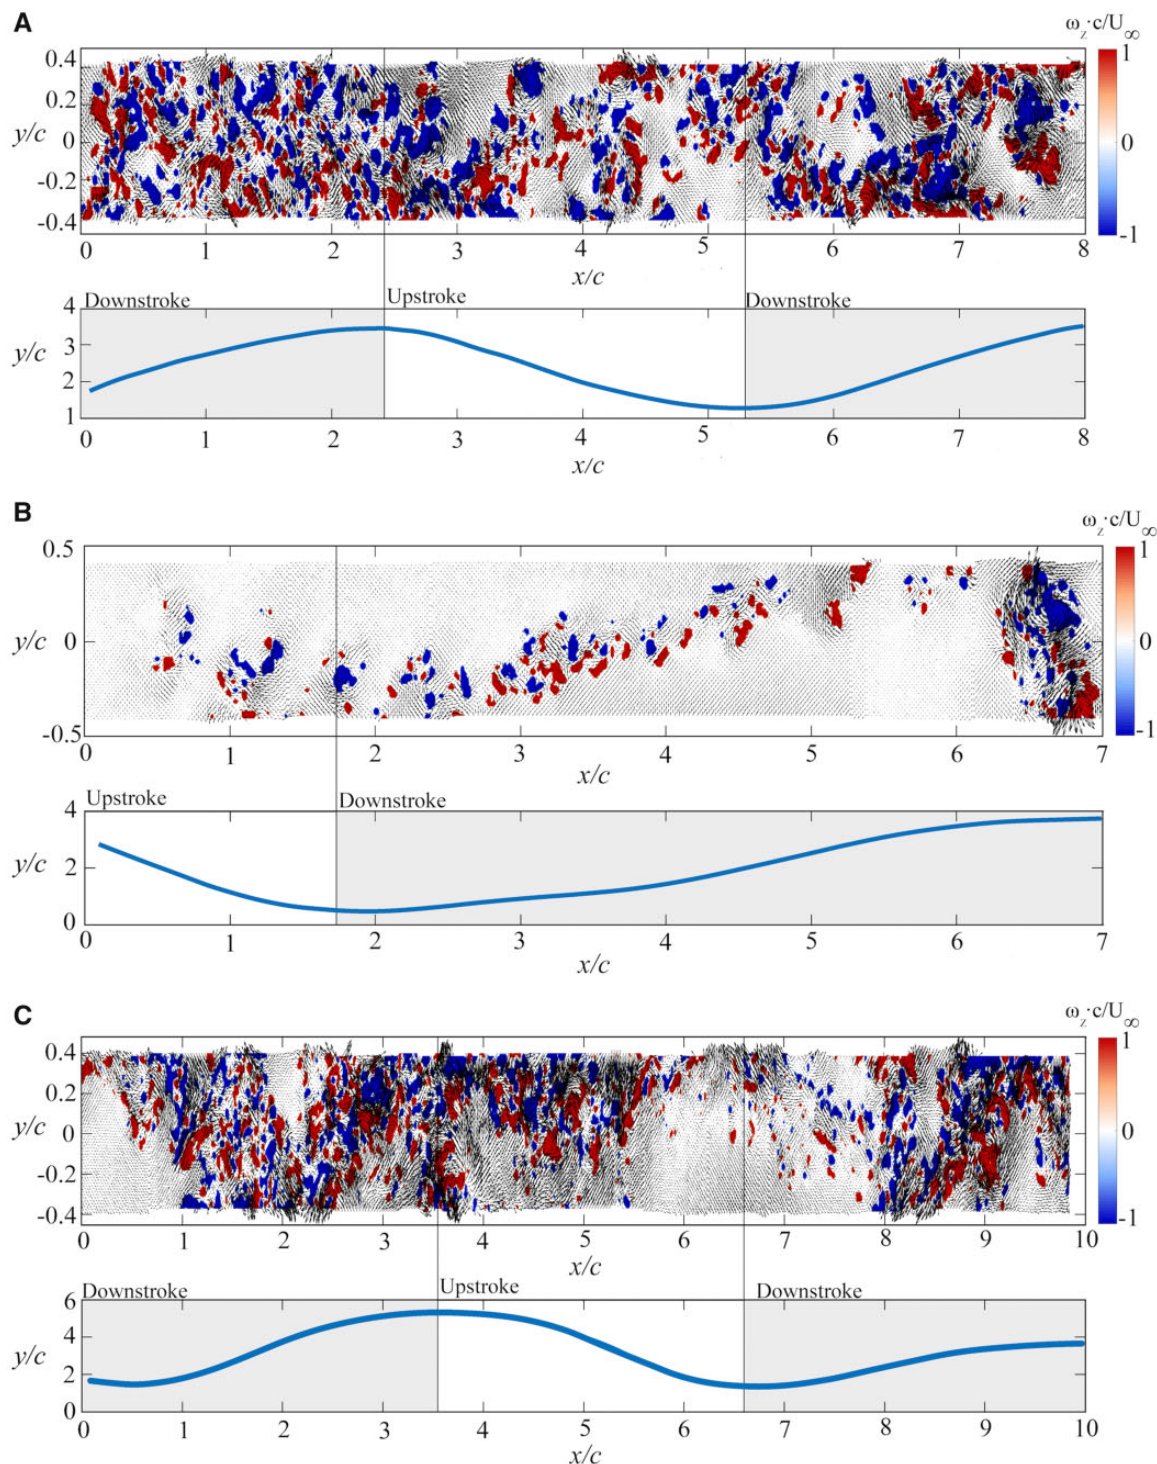 A
ω_z·c/U_∞
0.4
0.2
y/c 0
-0.2
-0.4
1
0
-1
0 1 2 3 4 5 6 7 8
x/c
Downstroke Upstroke Downstroke
4
3
y/c
2
1
0 1 2 3 4 5 6 7 8
x/c
B
ω_z·c/U_∞
0.5
y/c 0
-0.5
1
0
-1
0 1 2 3 4 5 6 7
x/c
Upstroke Downstroke
4
y/c 2
0
0 1 2 3 4 5 6 7
x/c
C
ω_z·c/U_∞
0.4
0.2
y/c 0
-0.2
-0.4
1
0
-1
0 1 2 3 4 5 6 7 8 9 10
x/c
Downstroke Upstroke Downstroke
6
4
y/c
2
0
0 1 2 3 4 5 6 7 8 9 10
x/c